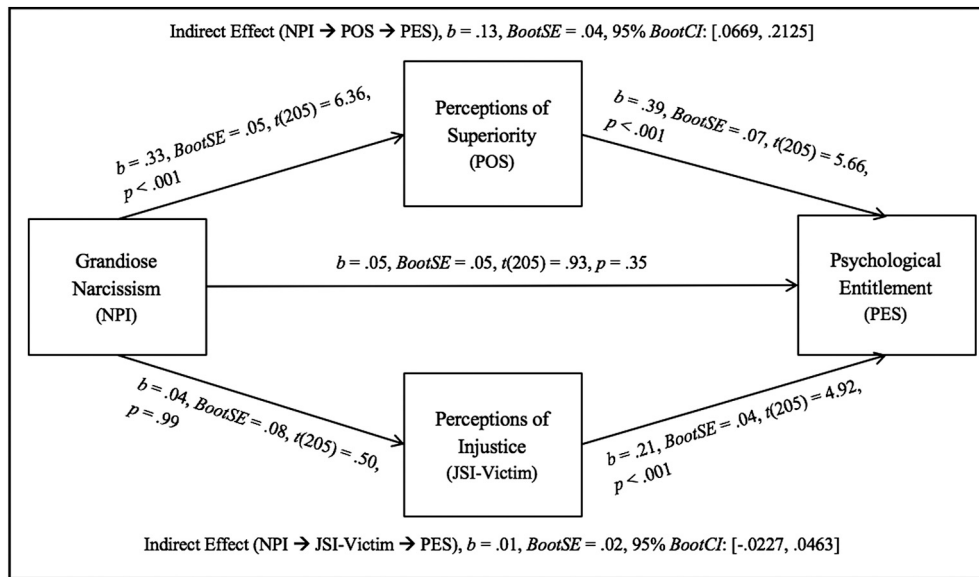 Indirect Effect (NPI → POS → PES), b = .13, BootSE = .04, 95% BootCI: [.0669, .2125]
Perceptions of
Superiority
(POS)
b = .33, BootSE = .05, t(205) = 6.36,
p < .001
b = .39, BootSE = .07, t(205) = 5.66,
p < .001
Grandiose
Narcissism
(NPI)
b = .05, BootSE = .05, t(205) = .93, p = .35
Psychological
Entitlement
(PES)
b = .04, BootSE = .08, t(205) = .50,
p = .99
Perceptions of
Injustice
(JSI-Victim)
b = .21, BootSE = .04, t(205) = 4.92,
p < .001
Indirect Effect (NPI → JSI-Victim → PES), b = .01, BootSE = .02, 95% BootCI: [-.0227, .0463]